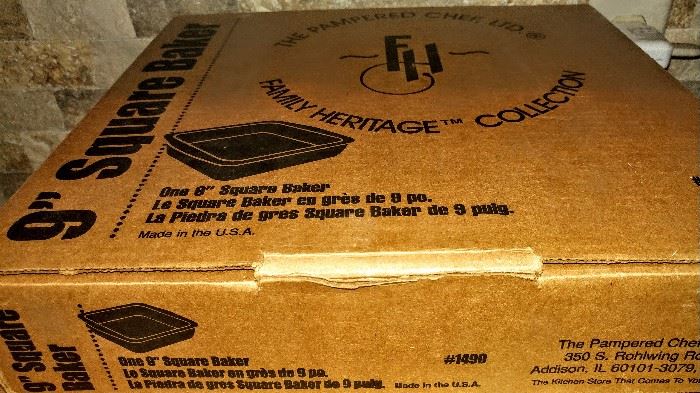 9" Square Baker
THE PAMPERED CHEF LTD.®
FH
FAMILY HERITAGE™ COLLECTION
One 9" Square Baker
Le Square Baker en grès de 9 po.
La Piedra de gres Square Baker de 9 pulg.
Made in the U.S.A.
9" Square
Baker
One 9" Square Baker
Le Square Baker en grès de 9 po.
La Piedra de gres Square Baker de 9 pulg.
Made in the U.S.A.
#1490
The Pampered Chef
350 S. Rohlwing
Addison, IL 60101-3079,
The Kitchen Store That Comes To